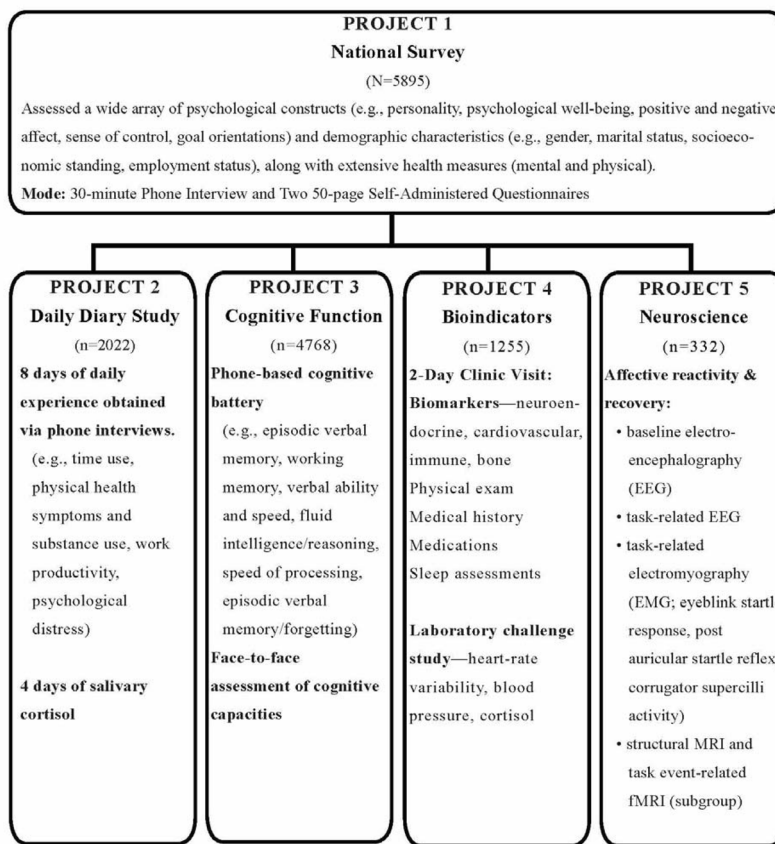 PROJECT 1
National Survey
(N=5895)
Assessed a wide array of psychological constructs (e.g., personality, psychological well-being, positive and negative
affect, sense of control, goal orientations) and demographic characteristics (e.g., gender, marital status, socioeco-
nomic standing, employment status), along with extensive health measures (mental and physical).
Mode: 30-minute Phone Interview and Two 50-page Self-Administered Questionnaires
PROJECT 2
Daily Diary Study
(n=2022)
8 days of daily
experience obtained
via phone interviews.
(e.g., time use,
physical health
symptoms and
substance use, work
productivity,
psychological
distress)
4 days of salivary
cortisol
PROJECT 3
Cognitive Function
(n=4768)
Phone-based cognitive
battery
(e.g., episodic verbal
memory, working
memory, verbal ability
and speed, fluid
intelligence/reasoning,
speed of processing,
episodic verbal
memory/forgetting)
Face-to-face
assessment of cognitive
capacities
PROJECT 4
Bioindicators
(n=1255)
2-Day Clinic Visit:
Biomarkers—neuroen-
docrine, cardiovascular,
immune, bone
Physical exam
Medical history
Medications
Sleep assessments
Laboratory challenge
study—heart-rate
variability, blood
pressure, cortisol
PROJECT 5
Neuroscience
(n=332)
Affective reactivity &
recovery:
• baseline electro-
encephalography
(EEG)
• task-related EEG
• task-related
electromyography
(EMG; eyeblink startl
response, post
auricular startle reflex
corrugator supercilli
activity)
• structural MRI and
task event-related
fMRI (subgroup)